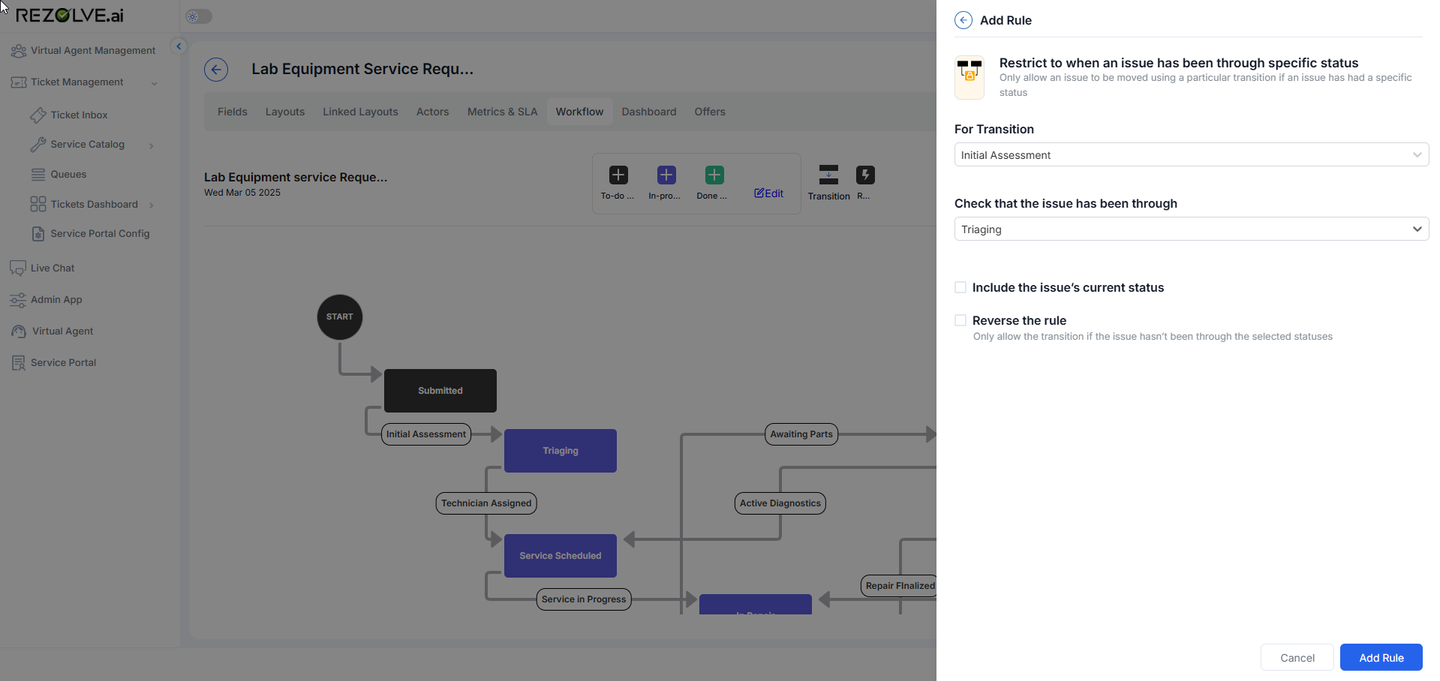 REZOLVE.ai
Virtual Agent Management
Ticket Management
Ticket Inbox
Service Catalog
Queues
Tickets Dashboard
Service Portal Config
Live Chat
Admin App
Virtual Agent
Service Portal
Lab Equipment Service Requ...
Fields Layouts Linked Layouts Actors Metrics & SLA Workflow Dashboard Offers
Lab Equipment service Reque...
Wed Mar 05 2025
To-do ... In-pro... Done ... Edit Transition R...
START
Submitted
Initial Assessment
Awaiting Parts
Triaging
Technician Assigned
Active Diagnostics
Service Scheduled
Repair FInalized
Service in Progress
In Repair
Add Rule
Restrict to when an issue has been through specific status
Only allow an issue to be moved using a particular transition if an issue has had a specific
status
For Transition
Initial Assessment
Check that the issue has been through
Triaging
Include the issue's current status
Reverse the rule
Only allow the transition if the issue hasn't been through the selected statuses
Cancel Add Rule